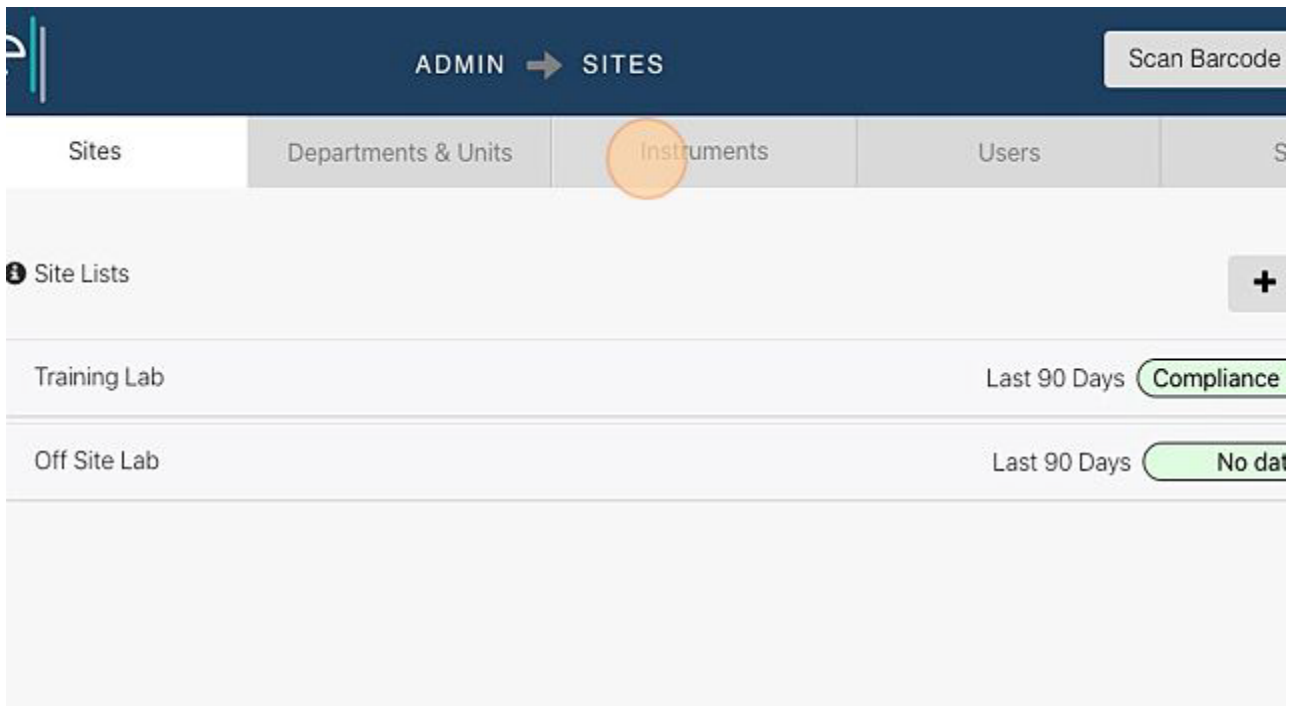 ADMIN SITES
Scan Barcode
Sites Departments & Units Instruments Users
Site Lists
Training Lab Last 90 Days Compliance
Off Site Lab Last 90 Days No